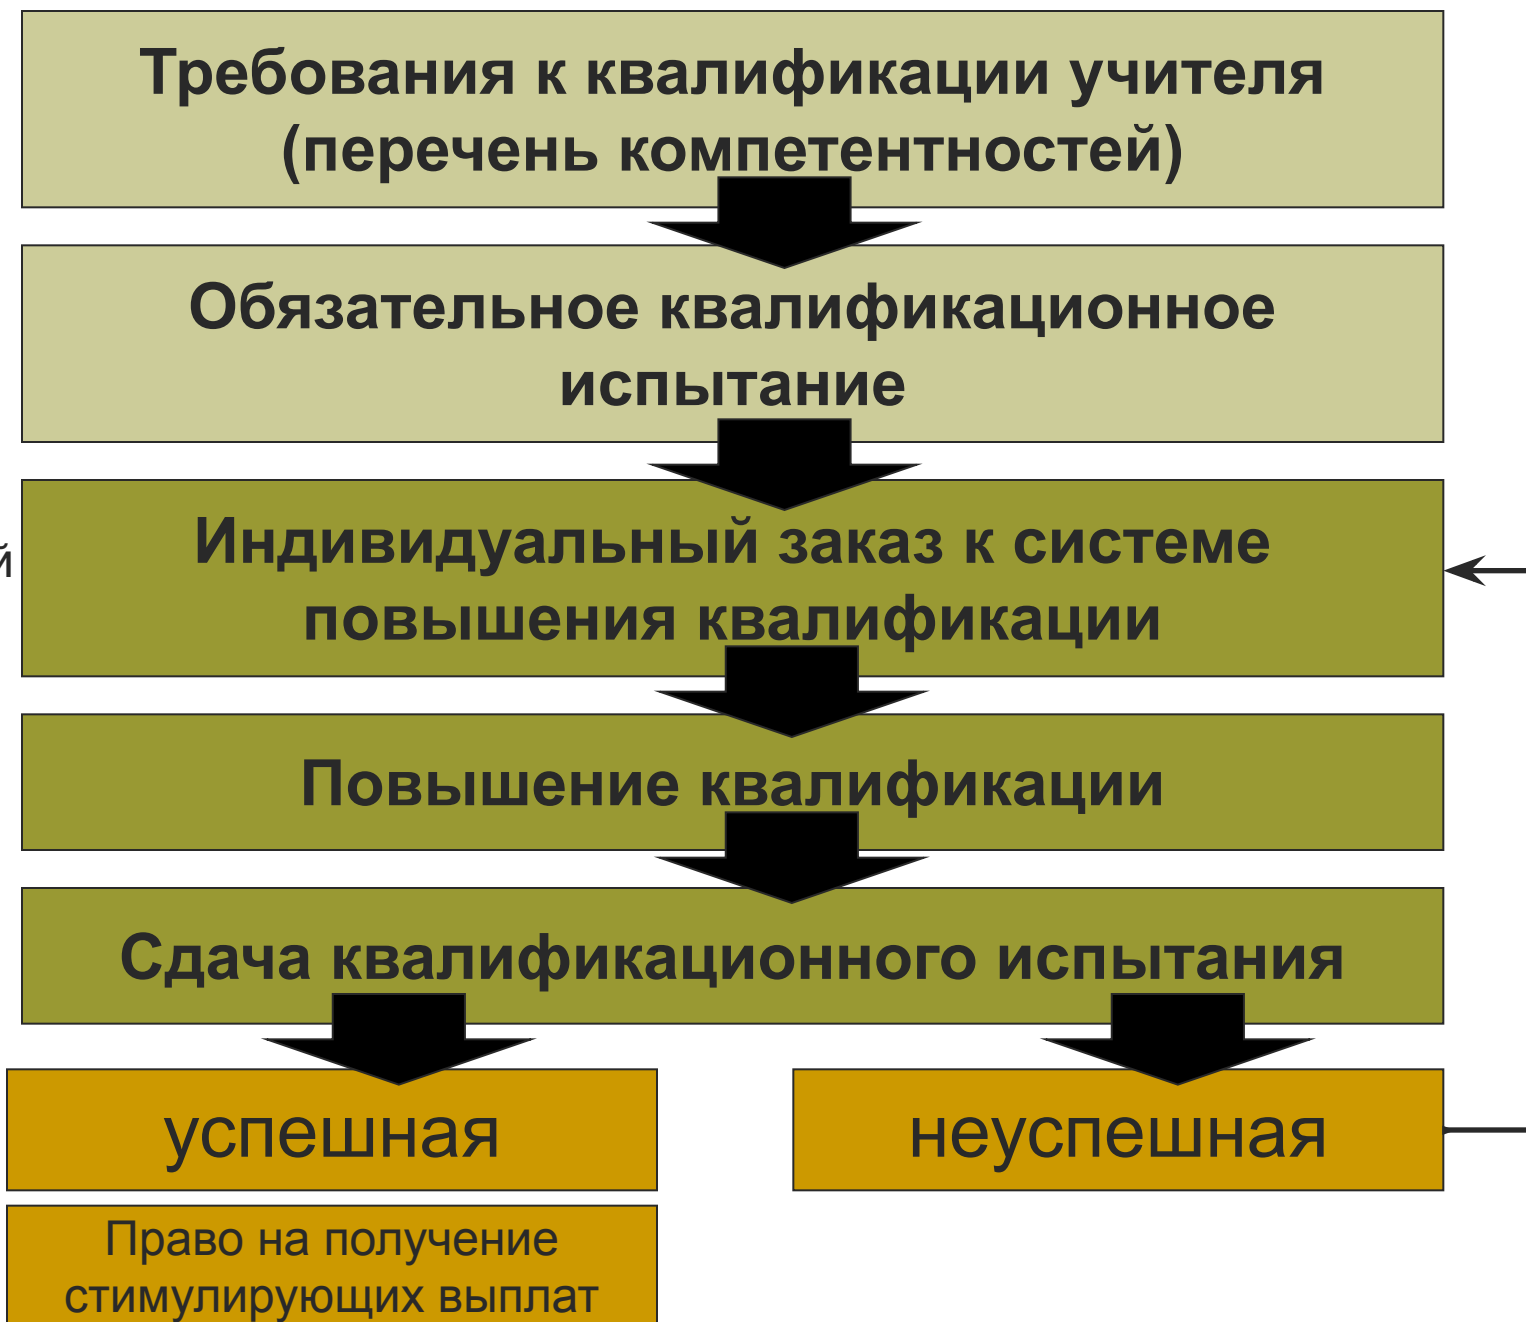 Требования к квалификации учителя
(перечень компетентностей)
Обязательное квалификационное
испытание
Индивидуальный заказ к системе
повышения квалификации
Повышение квалификации
Сдача квалификационного испытания
успешная
неуспешная
Право на получение
стимулирующих выплат